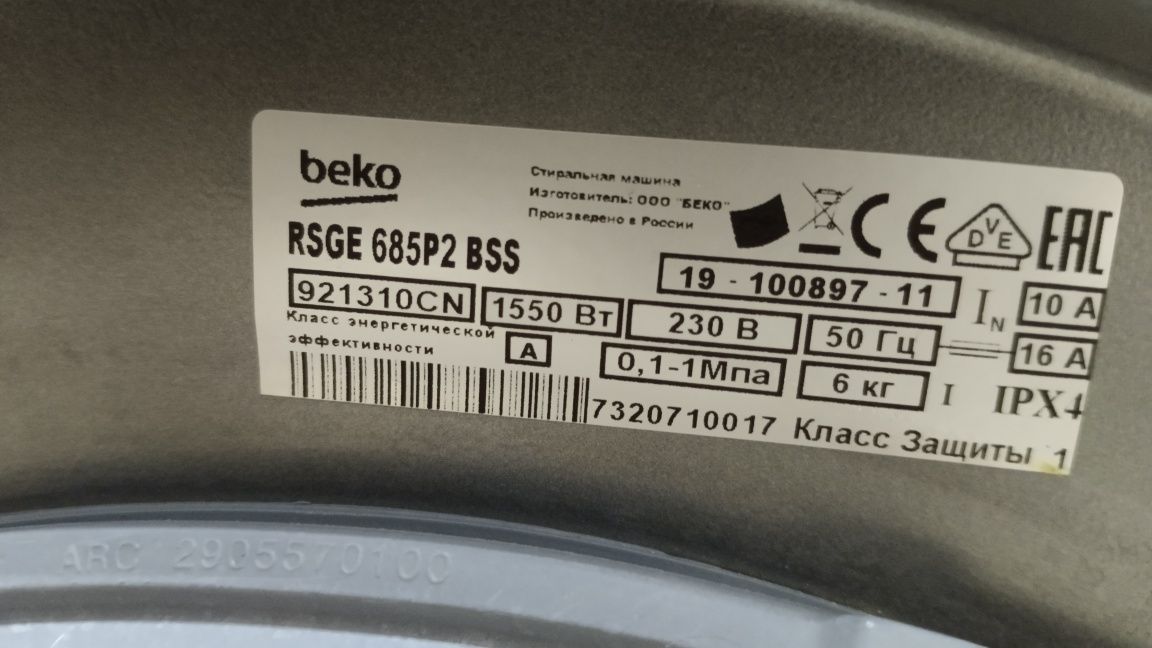 beko
Стиральная машина
Изготовитель: ООО "БЕКО"
Произведено в России
CE
DVE
EAC
RSGE 685P2 BSS
19 - 100897 - 11
921310CN 1550 Вт 230 В 50 Гц IN 10 А
16 А
Класс энергетической
эффективности A
0,1-1Мпа 6 кг I IPX4
7320710017 Класс Защиты 1
ARC 2905570100